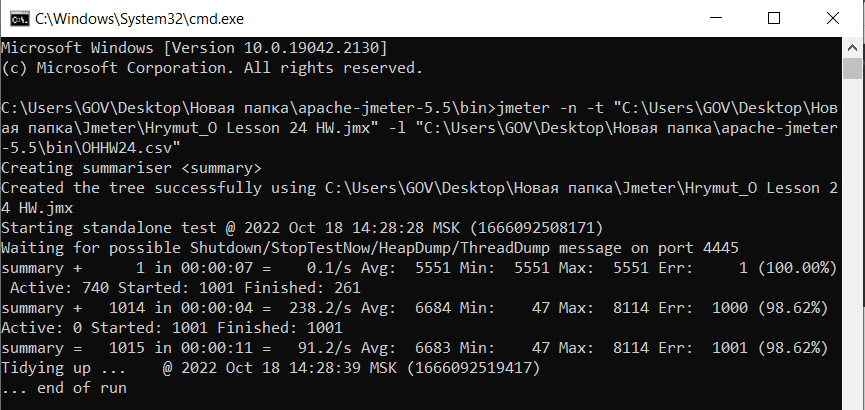 C:\Windows\System32\cmd.exe
Microsoft Windows [Version 10.0.19042.2130]
(c) Microsoft Corporation. All rights reserved.
C:\Users\GOV\Desktop\Новая папка\apache-jmeter-5.5\bin>jmeter -n -t "C:\Users\GOV\Desktop\Нов
ая папка\Jmeter\Hrymut_O Lesson 24 HW.jmx" -l "C:\Users\GOV\Desktop\Новая папка\apache-jmeter
-5.5\bin\OHHW24.csv"
Creating summariser <summary>
Created the tree successfully using C:\Users\GOV\Desktop\Новая папка\Jmeter\Hrymut_O Lesson 2
4 HW.jmx
Starting standalone test @ 2022 Oct 18 14:28:28 MSK (1666092508171)
Waiting for possible Shutdown/StopTestNow/HeapDump/ThreadDump message on port 4445
summary +      1 in 00:00:07 =    0.1/s Avg:  5551 Min:  5551 Max:  5551 Err:     1 (100.00%)
 Active: 740 Started: 1001 Finished: 261
summary +   1014 in 00:00:04 =  238.2/s Avg:  6684 Min:    47 Max:  8114 Err:  1000 (98.62%)
Active: 0 Started: 1001 Finished: 1001
summary =   1015 in 00:00:11 =   91.2/s Avg:  6683 Min:    47 Max:  8114 Err:  1001 (98.62%)
Tidying up ...    @ 2022 Oct 18 14:28:39 MSK (1666092519417)
... end of run